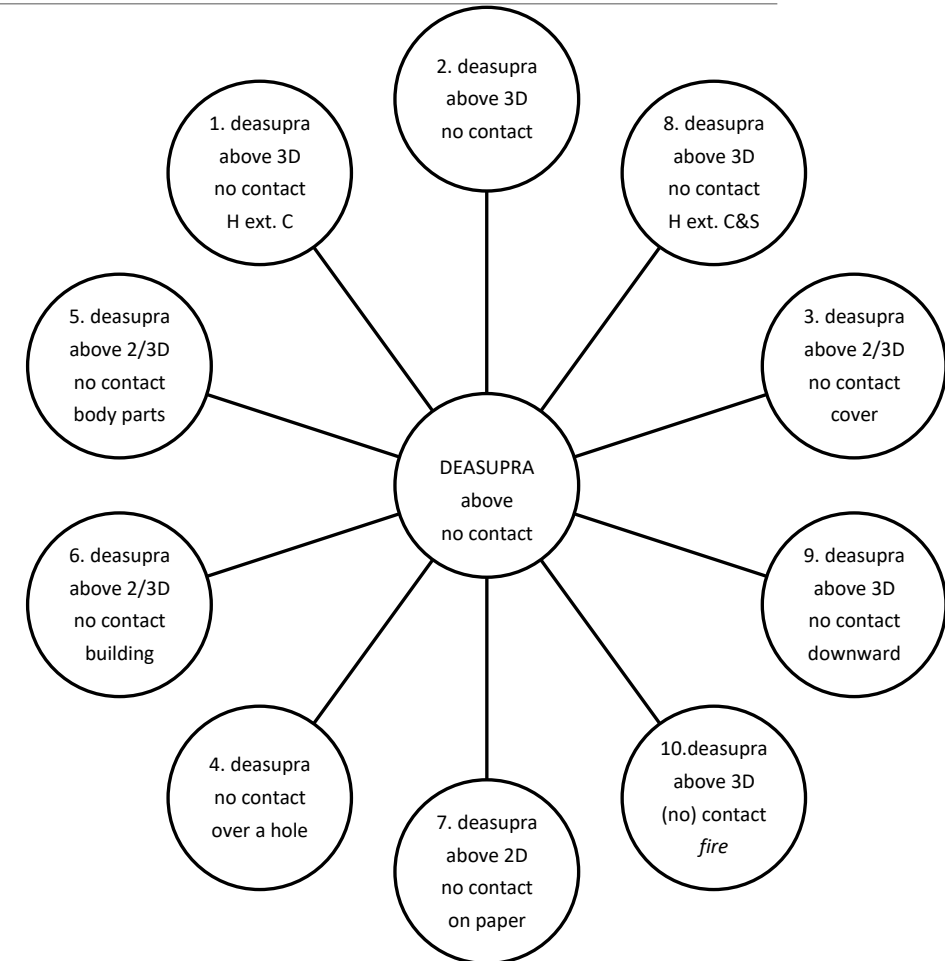 2. deasupra
above 3D
no contact
1. deasupra
above 3D
no contact
H ext. C
8. deasupra
above 3D
no contact
H ext. C&S
5. deasupra
above 2/3D
no contact
body parts
3. deasupra
above 2/3D
no contact
cover
DEASUPRA
above
no contact
6. deasupra
above 2/3D
no contact
building
9. deasupra
above 3D
no contact
downward
4. deasupra
no contact
over a hole
10.deasupra
above 3D
(no) contact
fire
7. deasupra
above 2D
no contact
on paper